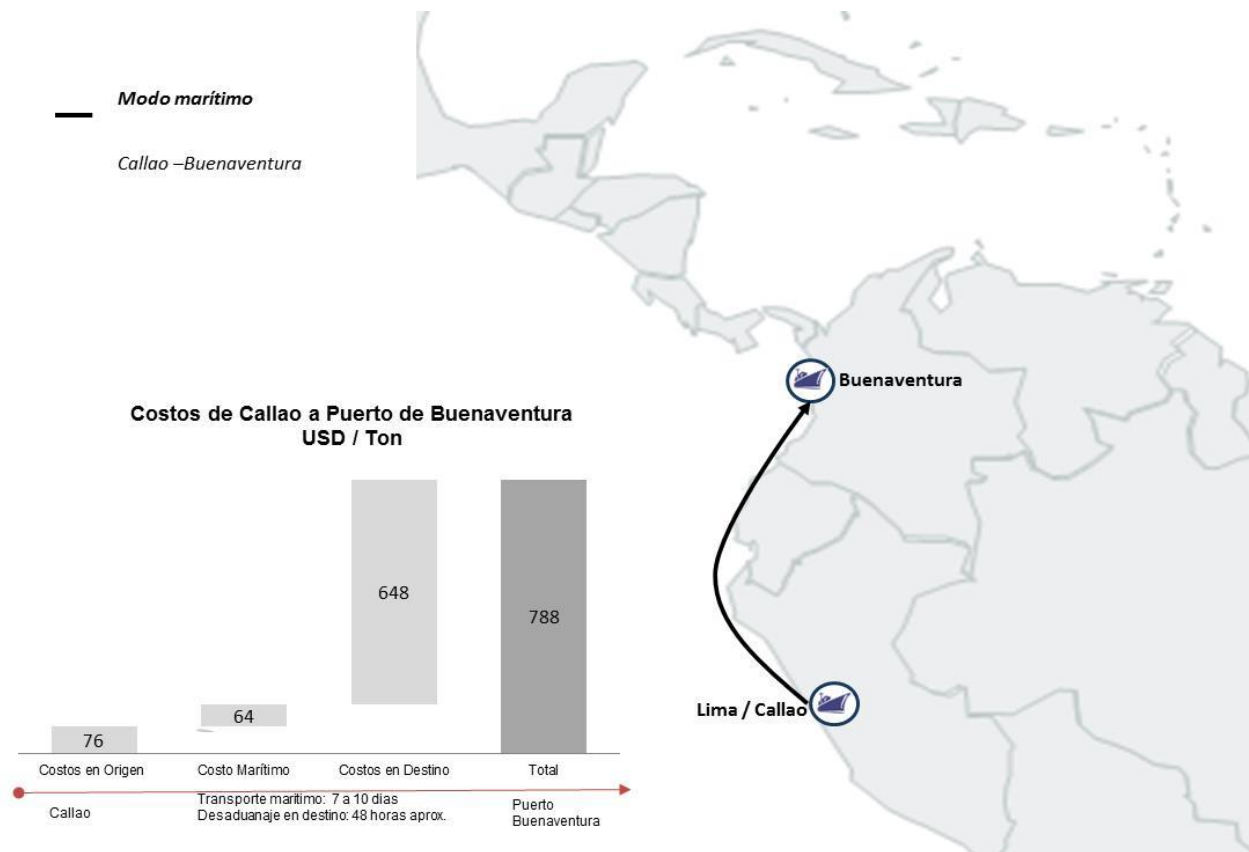 Modo marítimo
Callao –Buenaventura
Buenaventura
Lima / Callao
Costos de Callao a Puerto de Buenaventura
USD / Ton
76
64
648
788
Costos en Origen
Costo Marítimo
Costos en Destino
Total
Callao
Transporte marítimo: 7 a 10 dias
Desaduanaje en destino: 48 horas aprox.
Puerto
Buenaventura